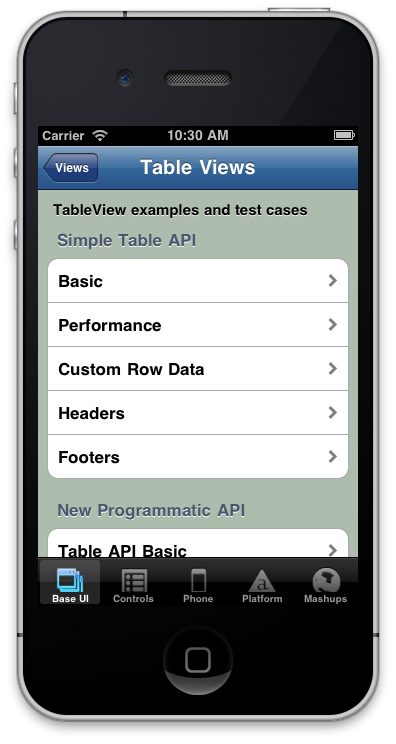 Carrier 10:30 AM
Views Table Views
TableView examples and test cases
Simple Table API
Basic
Performance
Custom Row Data
Headers
Footers
New Programmatic API
Table API Basic
Base UI Controls Phone Platform Mashups